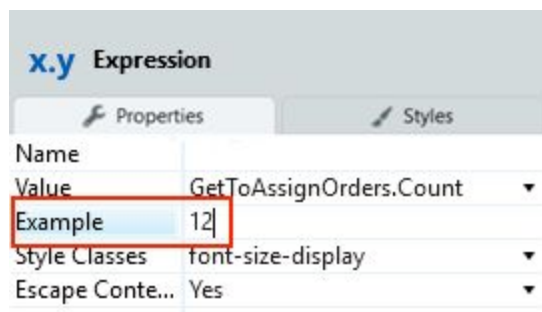 x.y Expression
Properties Styles
Name
Value GetToAssignOrders.Count
Example 12
Style Classes font-size-display
Escape Conte... Yes